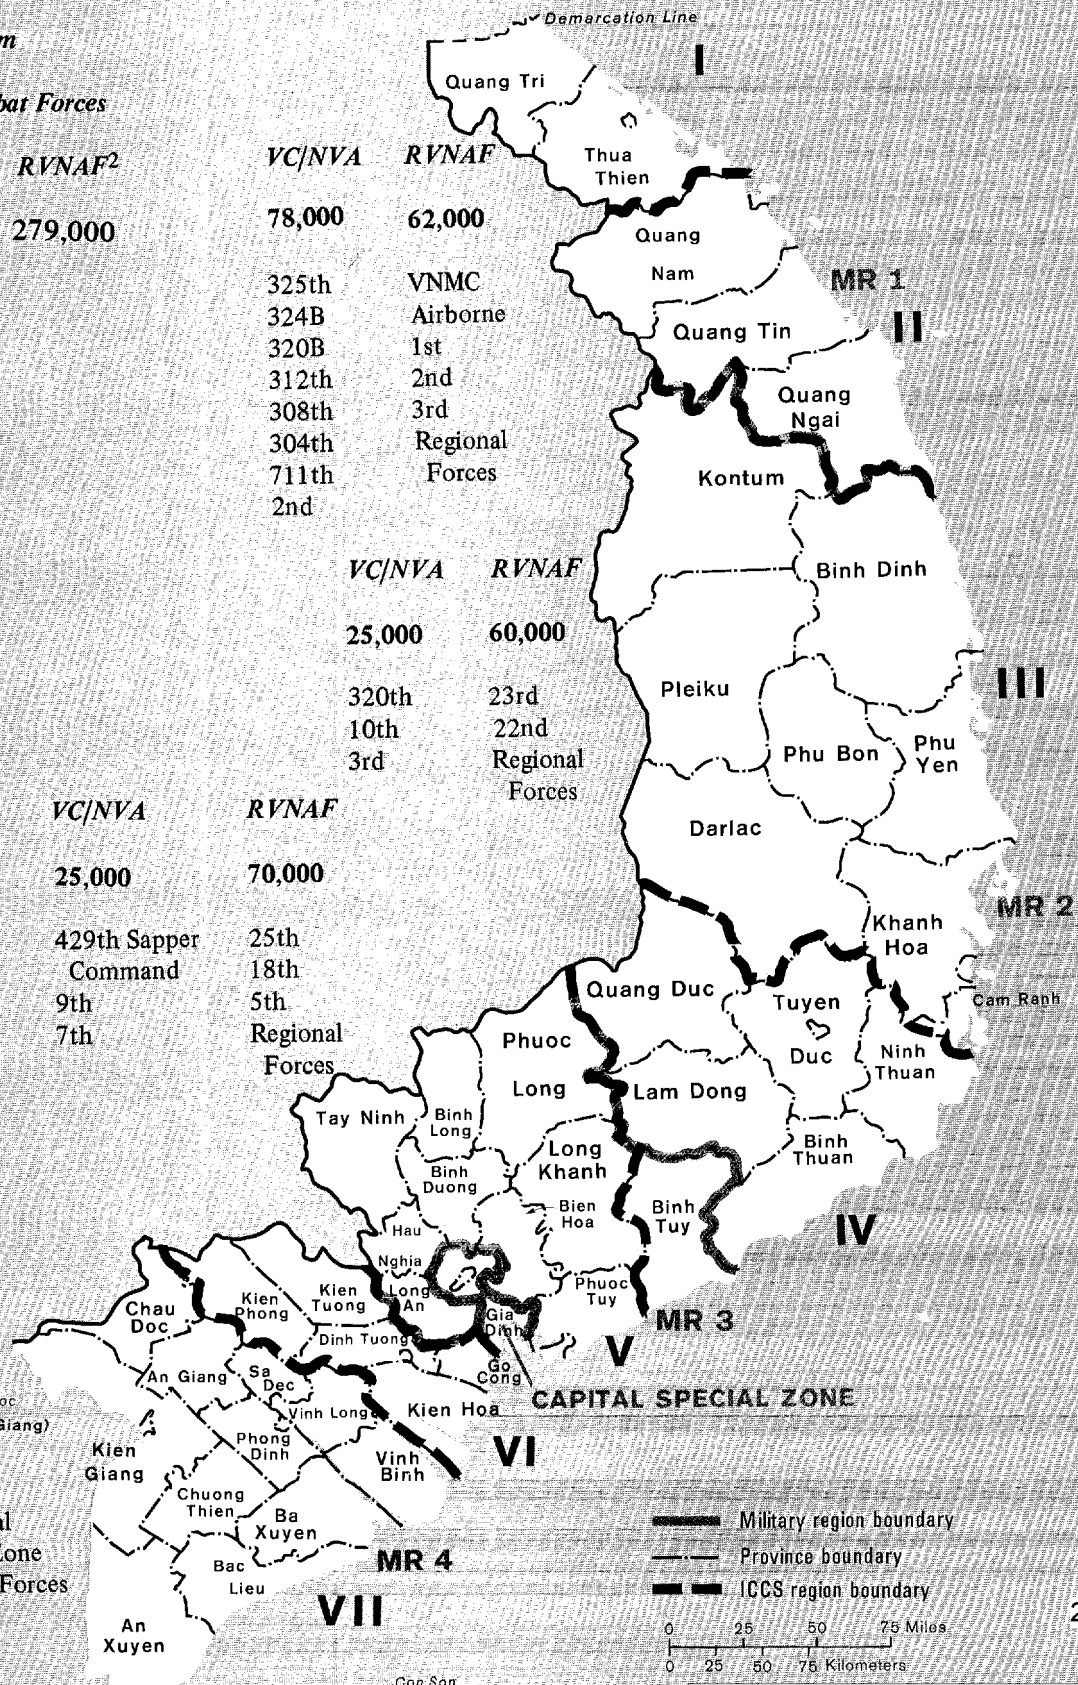 Demarcation Line
m
I
bat Forces
Quang Tri
RVNAF²
279,000
VC/NVA RVNAF
78,000 62,000
325th VNMC
324B Airborne
320B 1st
312th 2nd
308th 3rd
304th Regional
711th Forces
2nd
Thua
Thien
Quang
Nam
MR 1
II
Quang Tin
Quang
Ngai
Kontum
VC/NVA RVNAF
25,000 60,000
320th 23rd
10th 22nd
3rd Regional
Forces
Binh Dinh
Pleiku
III
Phu Bon
Phu
Yen
Darlac
VC/NVA RVNAF
25,000 70,000
429th Sapper 25th
Command 18th
9th 5th
7th Regional
Forces
MR 2
Khanh
Hoa
Cam Ranh
Quang Duc
Tuyen
Duc
Ninh
Thuan
Phuoc
Long
Lam Dong
Tay Ninh
Binh
Long
Binh
Thuan
Long
Khanh
Binh
Duong
Bien
Hoa
Binh
Tuy
IV
Hau
Nghia
Phuoc
Tuy
MR 3
Long
An
Gia
Dinh
V
Kien
Tuong
Kien
Phong
Chau
Doc
Dinh Tuong
Go
Cong
CAPITAL SPECIAL ZONE
An Giang
Sa
Dec
Kien Hoa
Vinh Long
oc
Giang)
Kien
Giang
Phong
Dinh
Vinh
Binh
VI
Chuong
Thien
Ba
Xuyen
al
Zone
Forces
Bac
Lieu
MR 4
VII
An
Xuyen
Military region boundary
Province boundary
ICCS region boundary
2
0 25 50 75 Miles
0 25 50 75 Kilometers
Con Son